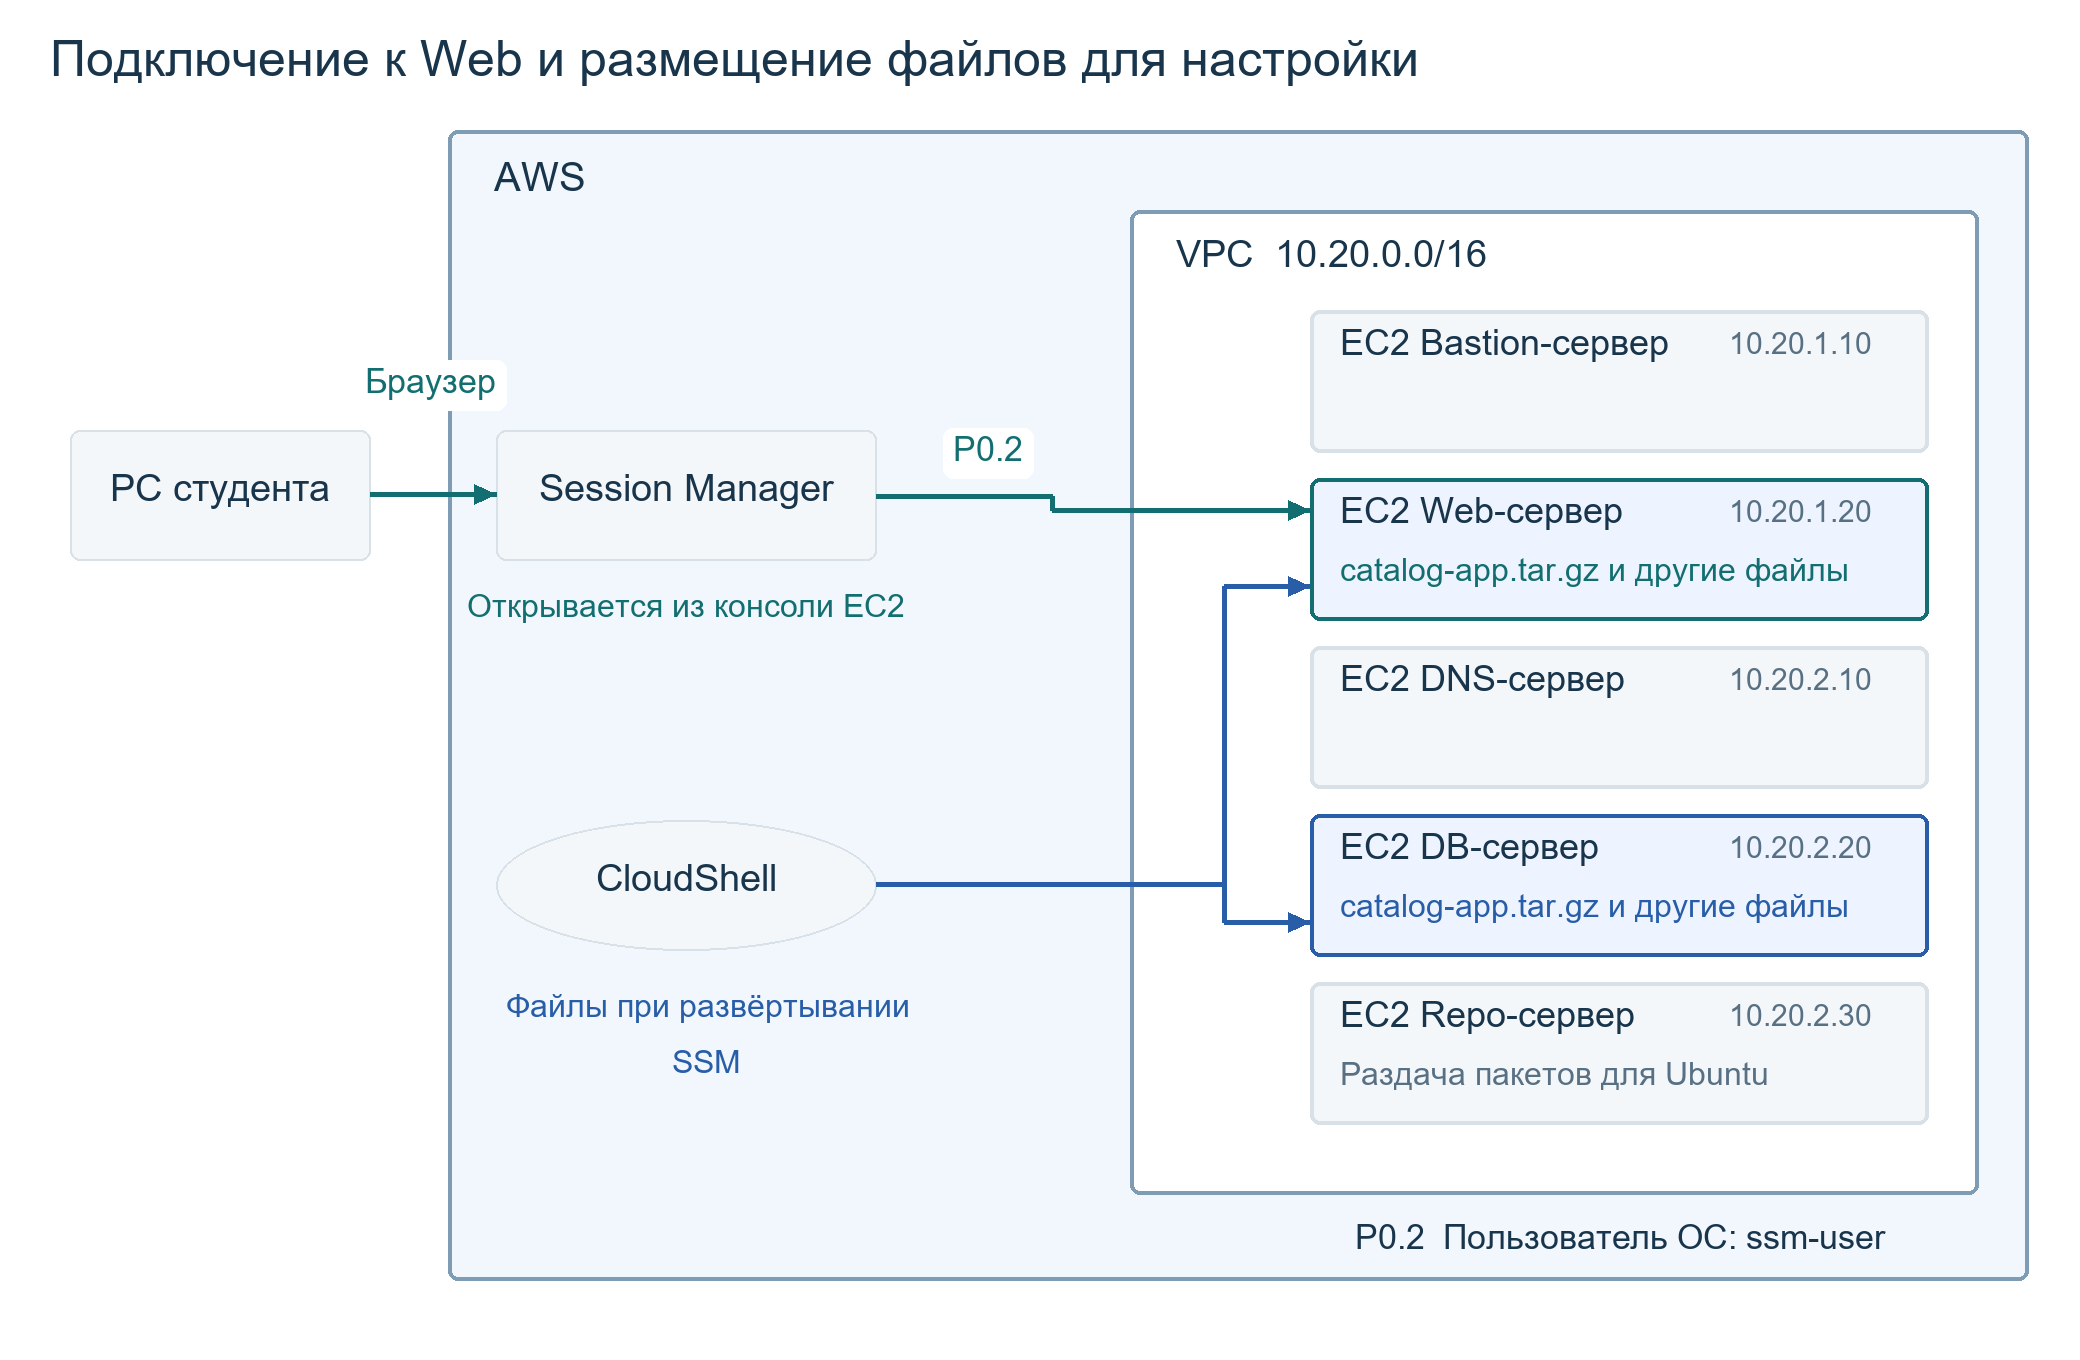 Подключение к Web и размещение файлов для настройки
AWS
VPC 10.20.0.0/16
EC2 Bastion-сервер 10.20.1.10
Браузер
PC студента
Session Manager
P0.2
EC2 Web-сервер 10.20.1.20
catalog-app.tar.gz и другие файлы
Открывается из консоли EC2
EC2 DNS-сервер 10.20.2.10
CloudShell
EC2 DB-сервер 10.20.2.20
catalog-app.tar.gz и другие файлы
Файлы при развёртывании
SSM
EC2 Repo-сервер 10.20.2.30
Раздача пакетов для Ubuntu
P0.2 Пользователь ОС: ssm-user